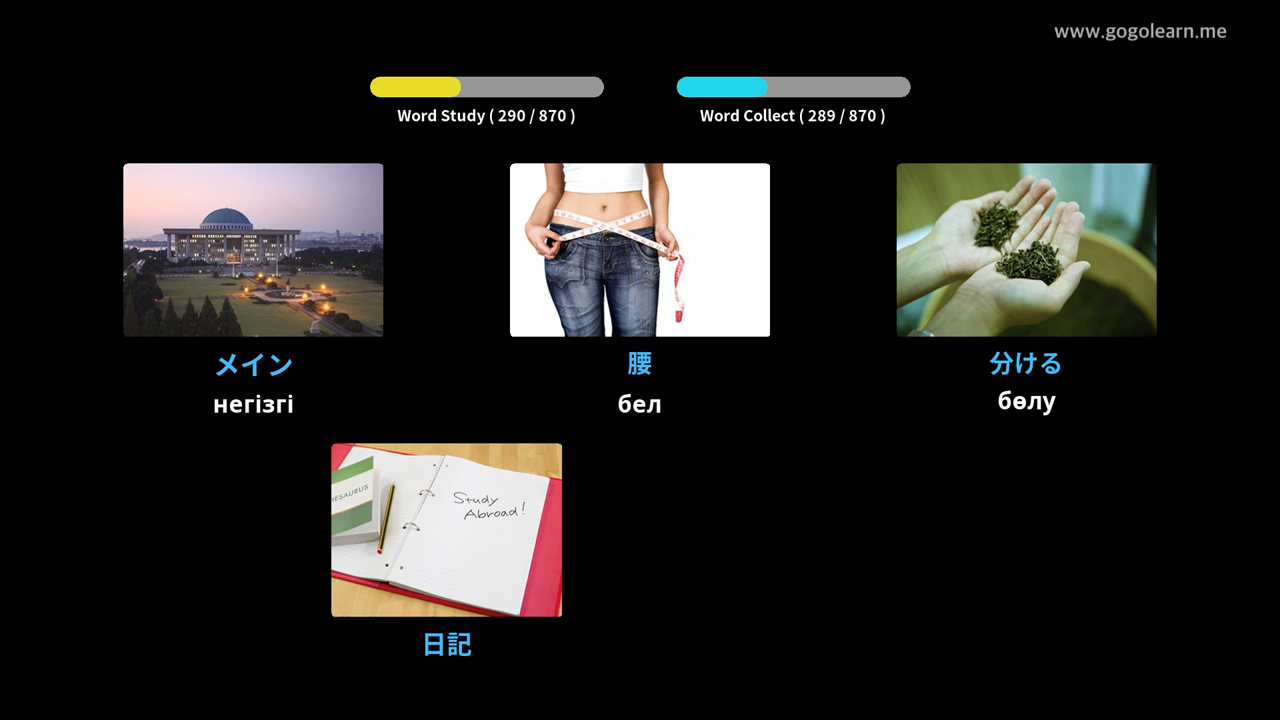 www.gogolearn.me
Word Study ( 290 / 870 )
Word Collect ( 289 / 870 )
メイン
негізгі
腰
бел
分ける
бөлу
HESAURUS
Study
Abroad!
日記